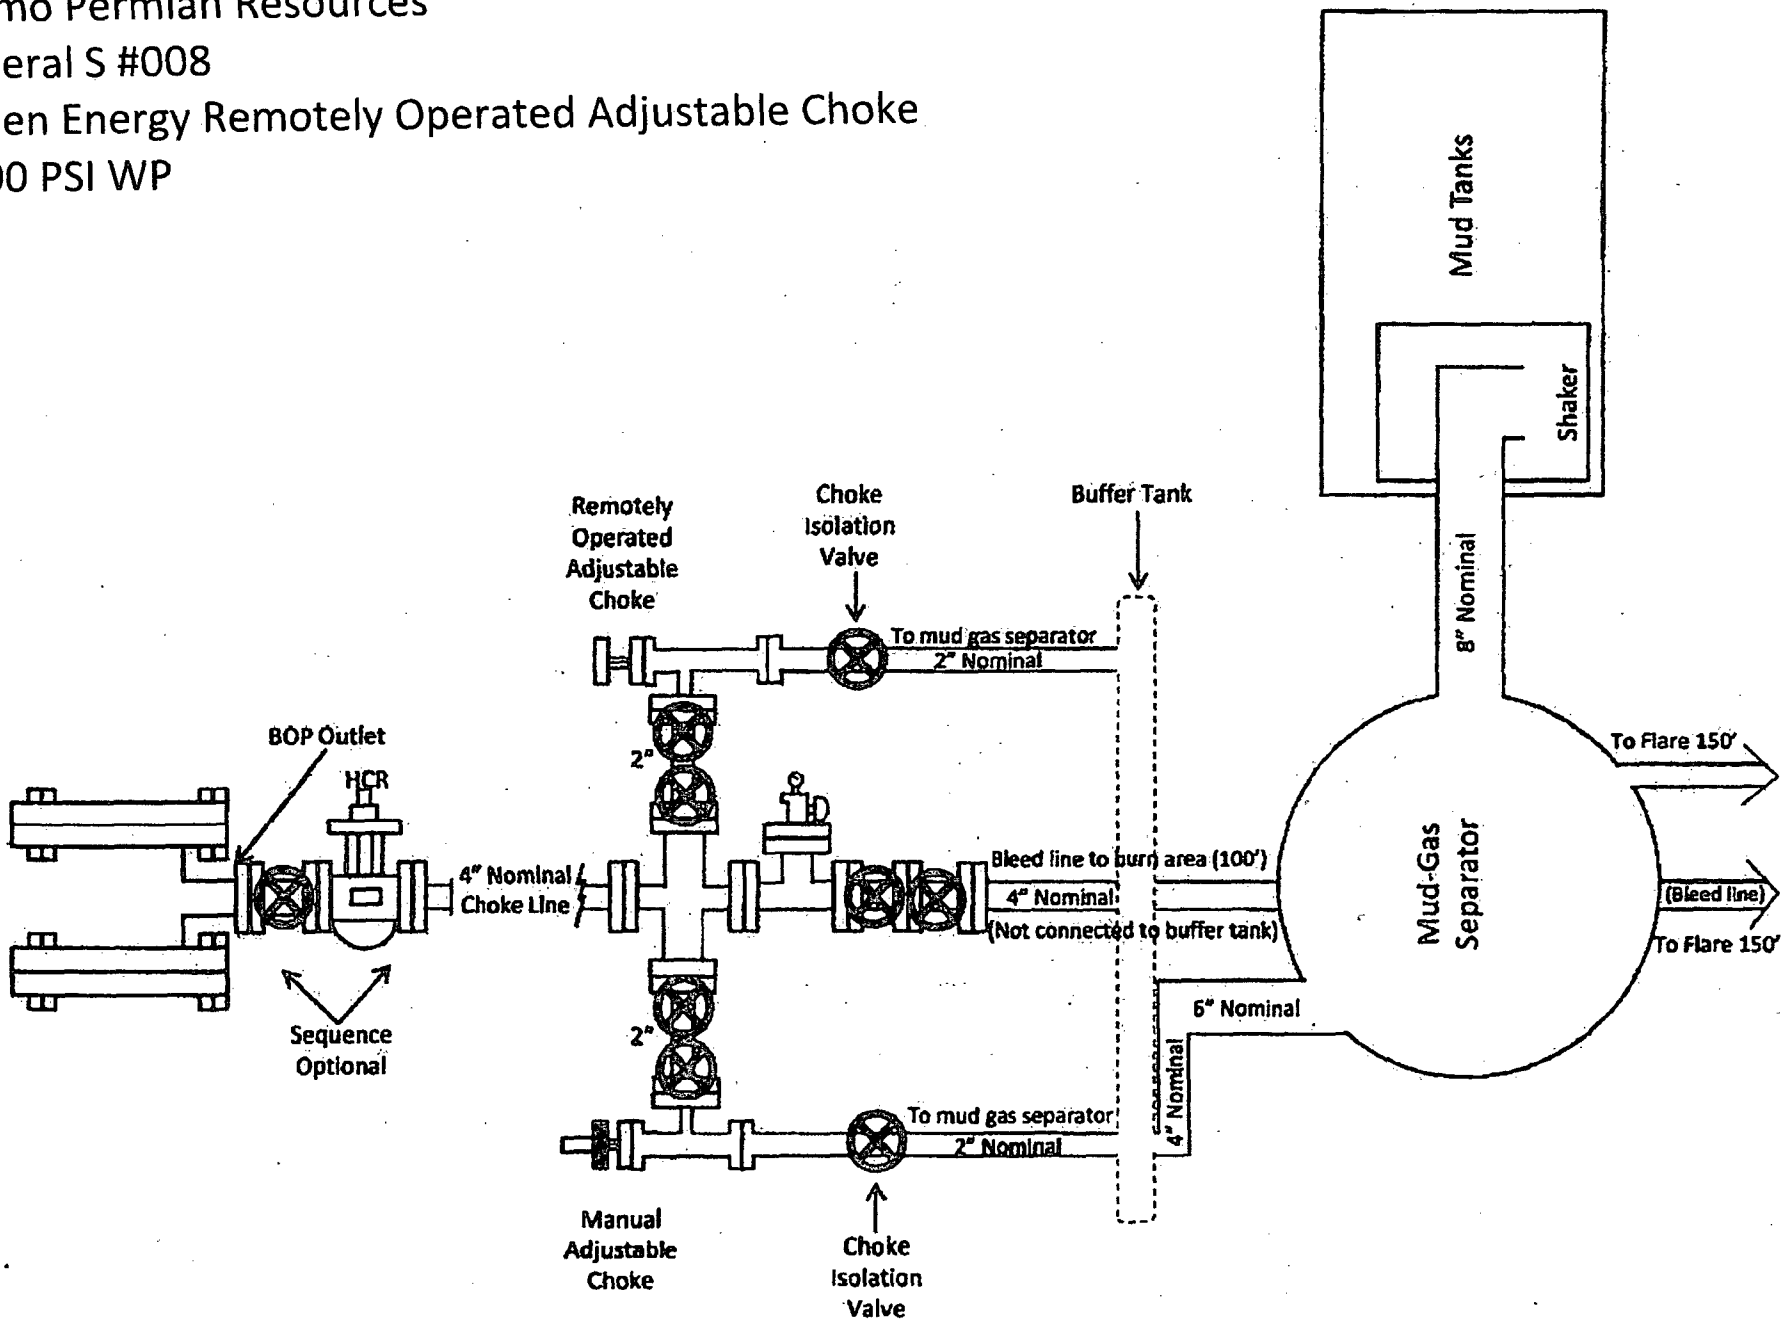 mo Permian Resources
eral S #008
en Energy Remotely Operated Adjustable Choke
00 PSI WP
Mud Tanks
Shaker
8" Nominal
Remotely
Operated
Adjustable
Choke
Choke
Isolation
Valve
Buffer Tank
To mud gas separator
2" Nominal
To Flare 150'
BOP Outlet
HCR
2"
4" Nominal
Choke Line
Bleed line to burn area (100')
4" Nominal
(Not connected to buffer tank)
Mud-Gas
Separator
(Bleed line)
To Flare 150'
Sequence
Optional
2"
6" Nominal
4" Nominal
To mud gas separator
2" Nominal
Manual
Adjustable
Choke
Choke
Isolation
Valve